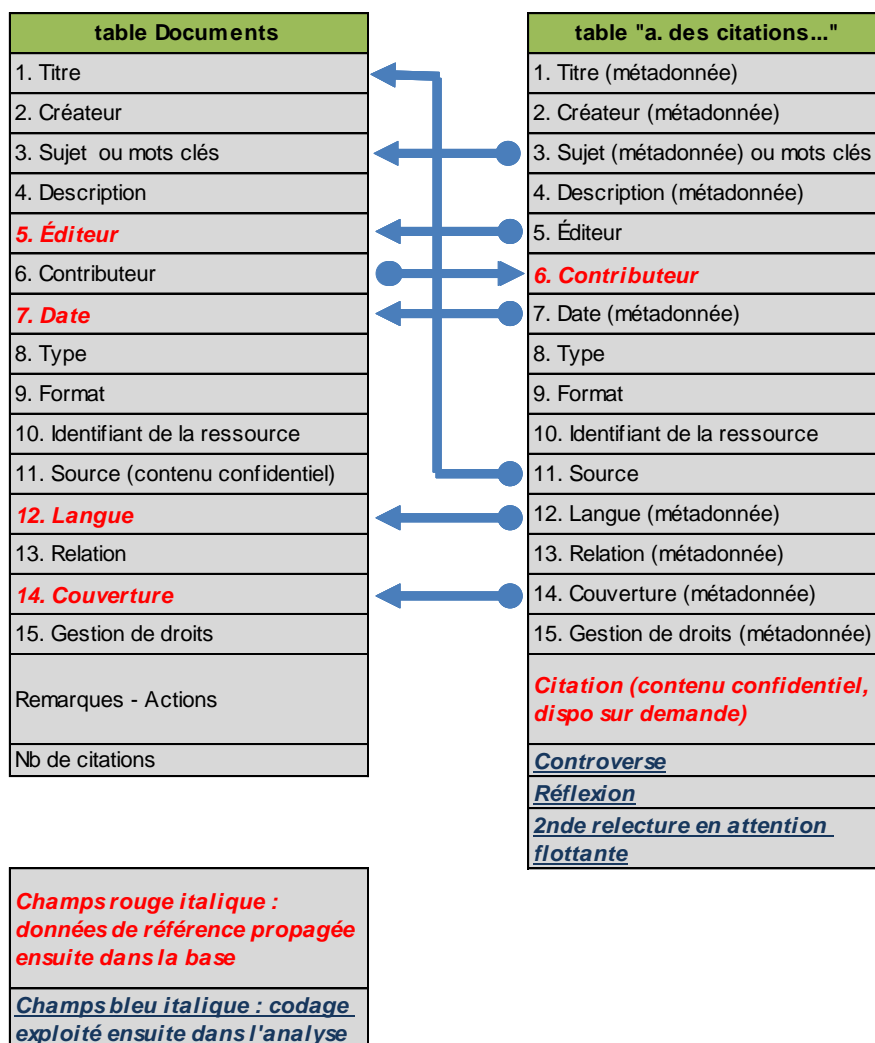 table Documents
1. Titre
2. Créateur
3. Sujet ou mots clés
4. Description
5. Éditeur
6. Contributeur
7. Date
8. Type
9. Format
10. Identifiant de la ressource
11. Source (contenu confidentiel)
12. Langue
13. Relation
14. Couverture
15. Gestion de droits
Remarques - Actions
Nb de citations
table "a. des citations..."
1. Titre (métadonnée)
2. Créateur (métadonnée)
3. Sujet (métadonnée) ou mots clés
4. Description (métadonnée)
5. Éditeur
6. Contributeur
7. Date (métadonnée)
8. Type
9. Format
10. Identifiant de la ressource
11. Source
12. Langue (métadonnée)
13. Relation (métadonnée)
14. Couverture (métadonnée)
15. Gestion de droits (métadonnée)
Citation (contenu confidentiel,
dispo sur demande)
Controverse
Réflexion
2nde relecture en attention
flottante
Champs rouge italique :
données de référence propagée
ensuite dans la base
Champs bleu italique : codage
exploité ensuite dans l'analyse